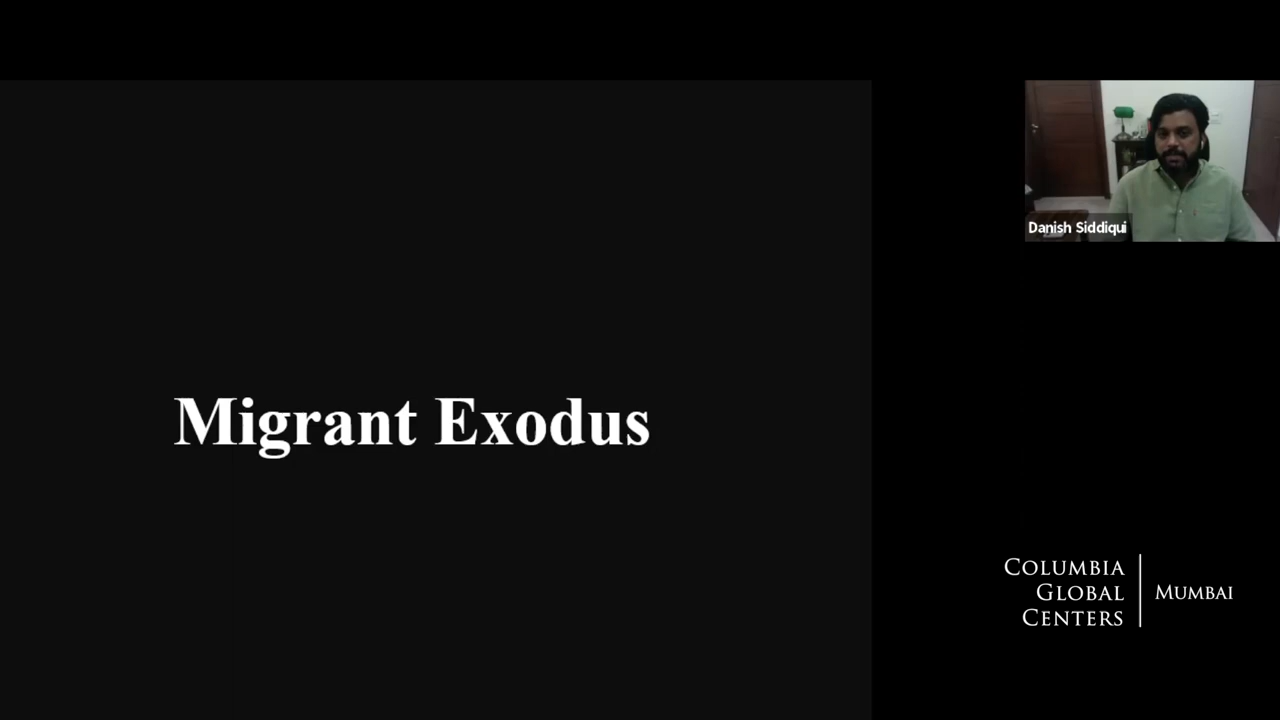 Danish Siddiqui
Migrant Exodus
COLUMBIA
GLOBAL
CENTERS
MUMBAI